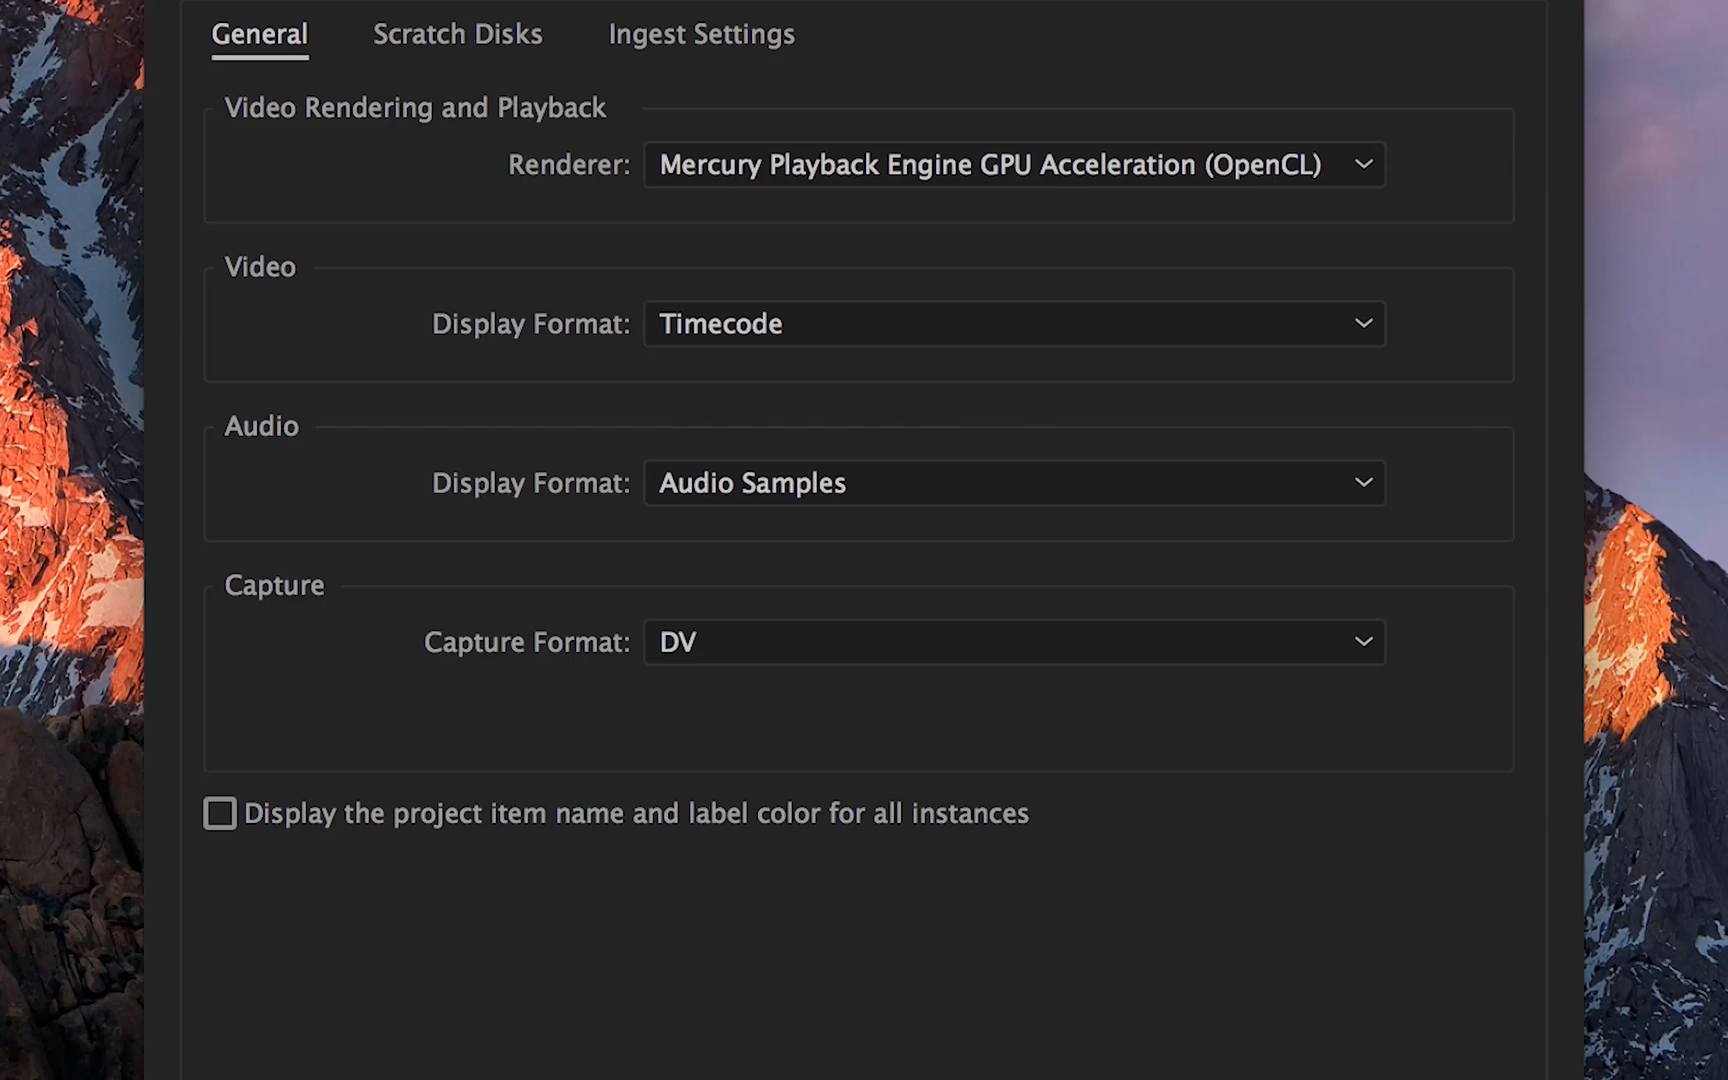 General Scratch Disks Ingest Settings
Video Rendering and Playback
Renderer: Mercury Playback Engine GPU Acceleration (OpenCL)
Video
Display Format: Timecode
Audio
Display Format: Audio Samples
Capture
Capture Format: DV
Display the project item name and label color for all instances